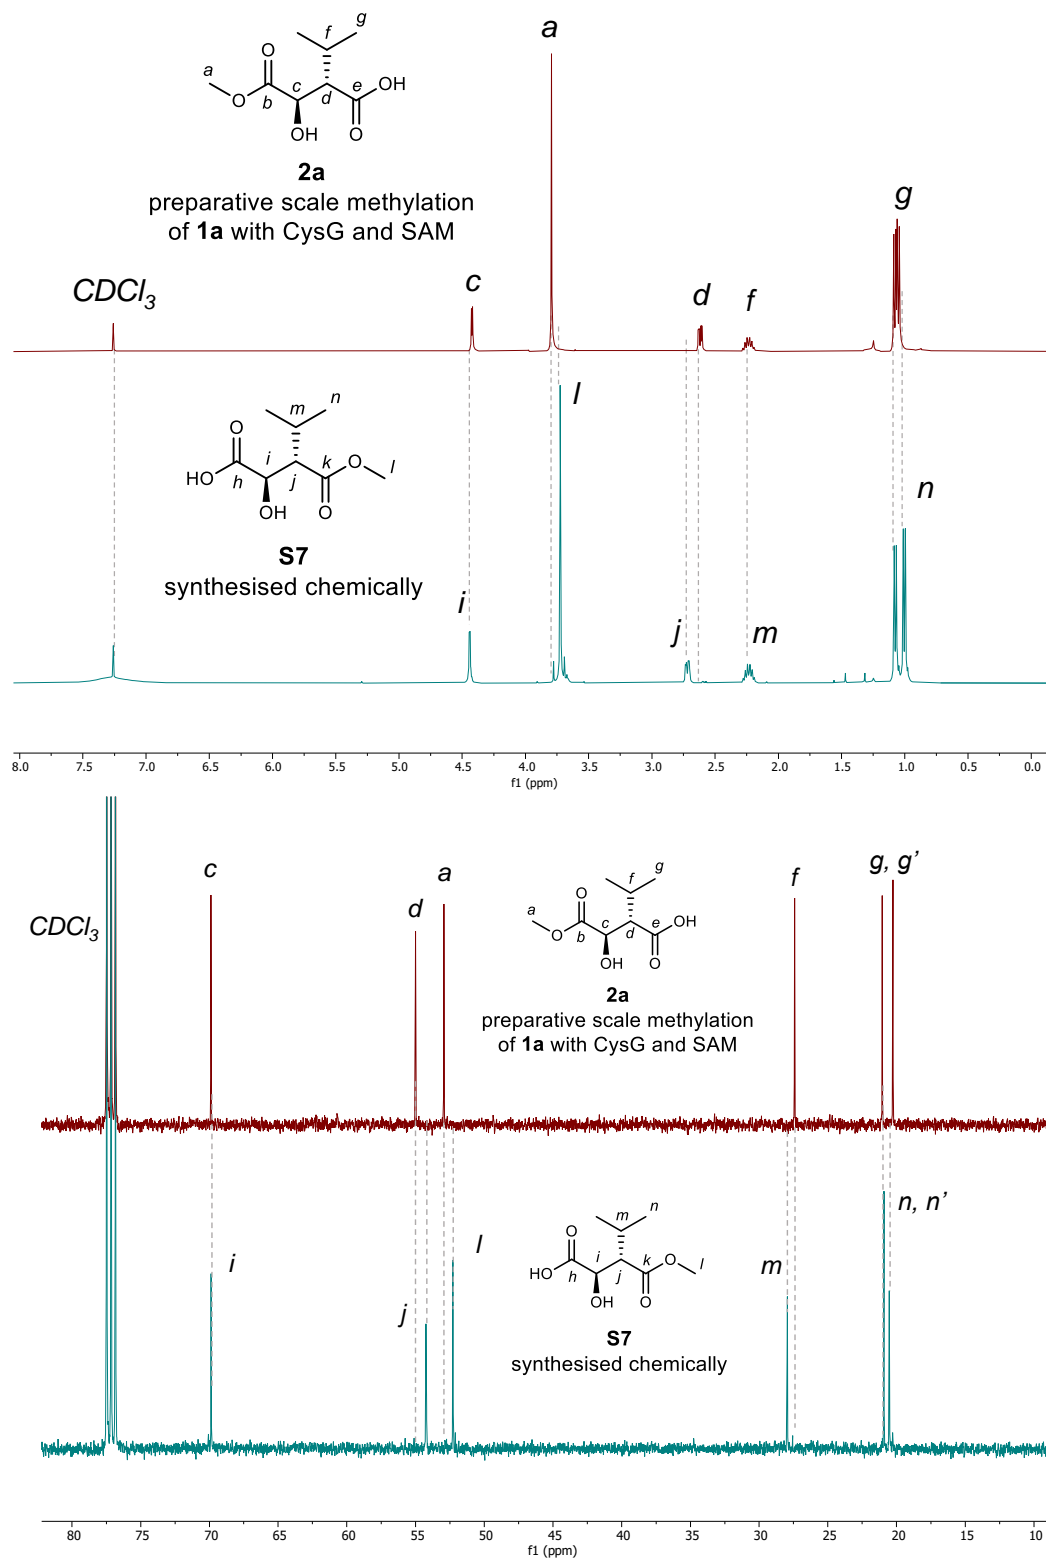 a
f
g
O
a
O
b
c
d
e
OH
OH
O
2a
preparative scale methylation
of 1a with CysG and SAM
CDCl3
c
a
d
f
g
m
n
O
HO
h
i
j
k
O
l
OH
O
S7
synthesised chemically
i
l
j
m
n
8.0 7.5 7.0 6.5 6.0 5.5 5.0 4.5 4.0 3.5 3.0 2.5 2.0 1.5 1.0 0.5 0.0
f1 (ppm)
CDCl3
c
d
a
f
g, g’
f
g
O
a
O
b
c
d
e
OH
OH
O
2a
preparative scale methylation
of 1a with CysG and SAM
i
j
l
m
n, n’
m
n
O
HO
h
i
j
k
O
l
OH
O
S7
synthesised chemically
80 75 70 65 60 55 50 45 40 35 30 25 20 15 10
f1 (ppm)